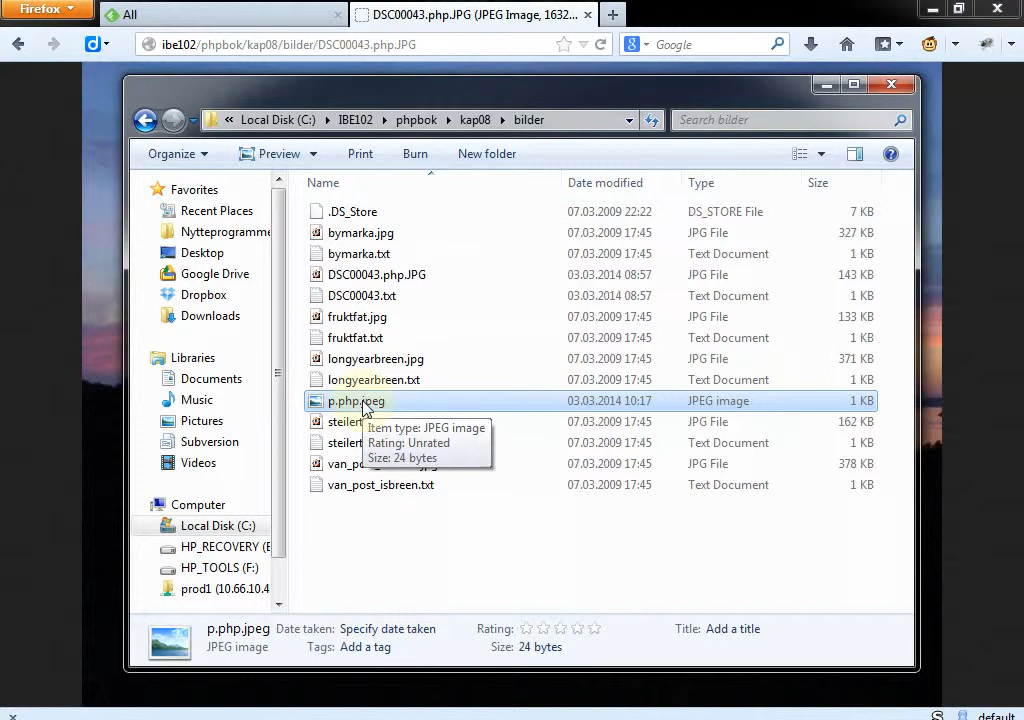 Firefox
All
DSC00043.php.JPG (JPEG Image, 1632...
ibe102/phpbok/kap08/bilder/DSC00043.php.JPG
Google
Local Disk (C:) IBE102 phpbok kap08 bilder
Search bilder
Organize Preview Print Burn New folder
Name Date modified Type Size
Favorites
Recent Places
Nytteprogramme
Desktop
Google Drive
Dropbox
Downloads
Libraries
Documents
Music
Pictures
Subversion
Videos
Computer
Local Disk (C:)
HP_RECOVERY (E
HP_TOOLS (F:)
prod1 (10.66.10.4
.DS_Store 07.03.2009 22:22 DS_STORE File 7 KB
bymarka.jpg 07.03.2009 17:45 JPG File 327 KB
bymarka.txt 07.03.2009 17:45 Text Document 1 KB
DSC00043.php.JPG 03.03.2014 08:57 JPG File 143 KB
DSC00043.txt 03.03.2014 08:57 Text Document 1 KB
fruktfat.jpg 07.03.2009 17:45 JPG File 133 KB
fruktfat.txt 07.03.2009 17:45 Text Document 1 KB
longyearbreen.jpg 07.03.2009 17:45 JPG File 371 KB
longyearbreen.txt 07.03.2009 17:45 Text Document 1 KB
p.php.jpeg 03.03.2014 10:17 JPEG image 1 KB
steilert 07.03.2009 17:45 JPG File 162 KB
steilert 07.03.2009 17:45 Text Document 1 KB
07.03.2009 17:45 JPG File 378 KB
van_post_isbreen.txt 07.03.2009 17:45 Text Document 1 KB
Item type: JPEG image
Rating: Unrated
Size: 24 bytes
p.php.jpeg Date taken: Specify date taken Rating: Title: Add a title
JPEG image Tags: Add a tag Size: 24 bytes
default